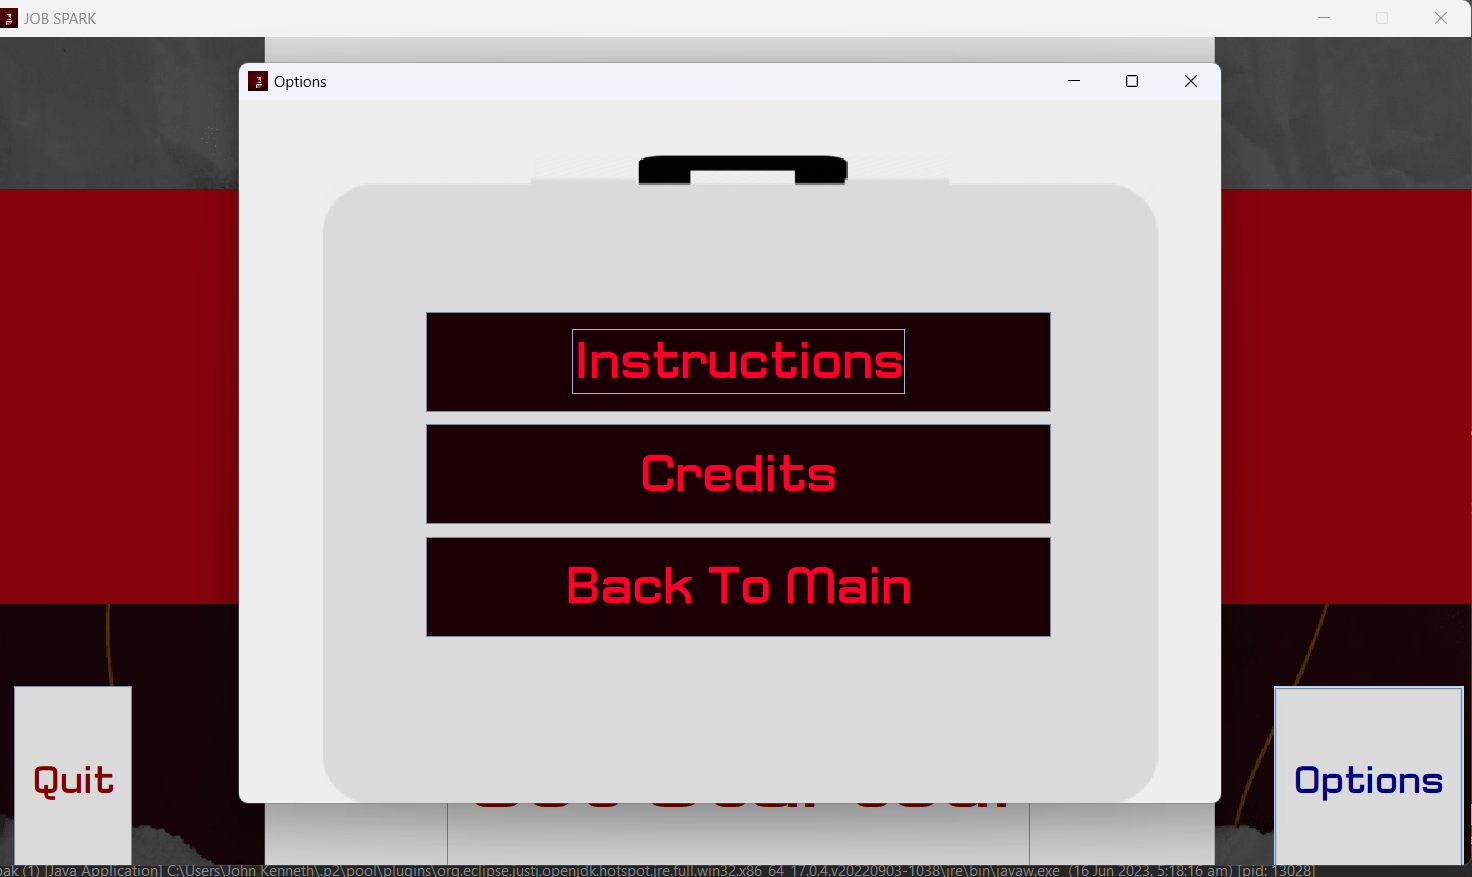 JOB SPARK
Options
Instructions
Credits
Back To Main
Quit
Options
(1) [Java Application] C:\Users\John Kenneth\.p2\pool\plugins\org.eclipse.justj.openjdk.hotspot.jre.full.win32.x86_64_17.0.4.v20220903-1038\jre\bin\javaw.exe (16 Jun 2023, 5:18:16 am) [pid: 13028]